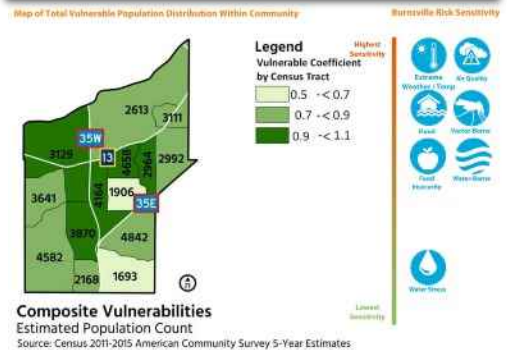 Map of Total Vulnerable Population Distribution Within Community
Burnsville Risk Sensitivity
Legend
Vulnerable Coefficient
by Census Tract
0.5 -< 0.7
0.7 -< 0.9
0.9 -< 1.1
Highest
Sensitivity
Extreme
Weather / Temp
Air Quality
Flood
Vector-Borne
Food
Insecurity
Water-Borne
Water Stress
Lowest
Sensitivity
2613
3111
35W
13
3129
4658
2964
2992
3641
4164
1906
35E
3870
4842
4582
2168
1693
Composite Vulnerabilities
Estimated Population Count
Source: Census 2011-2015 American Community Survey 5-Year Estimates